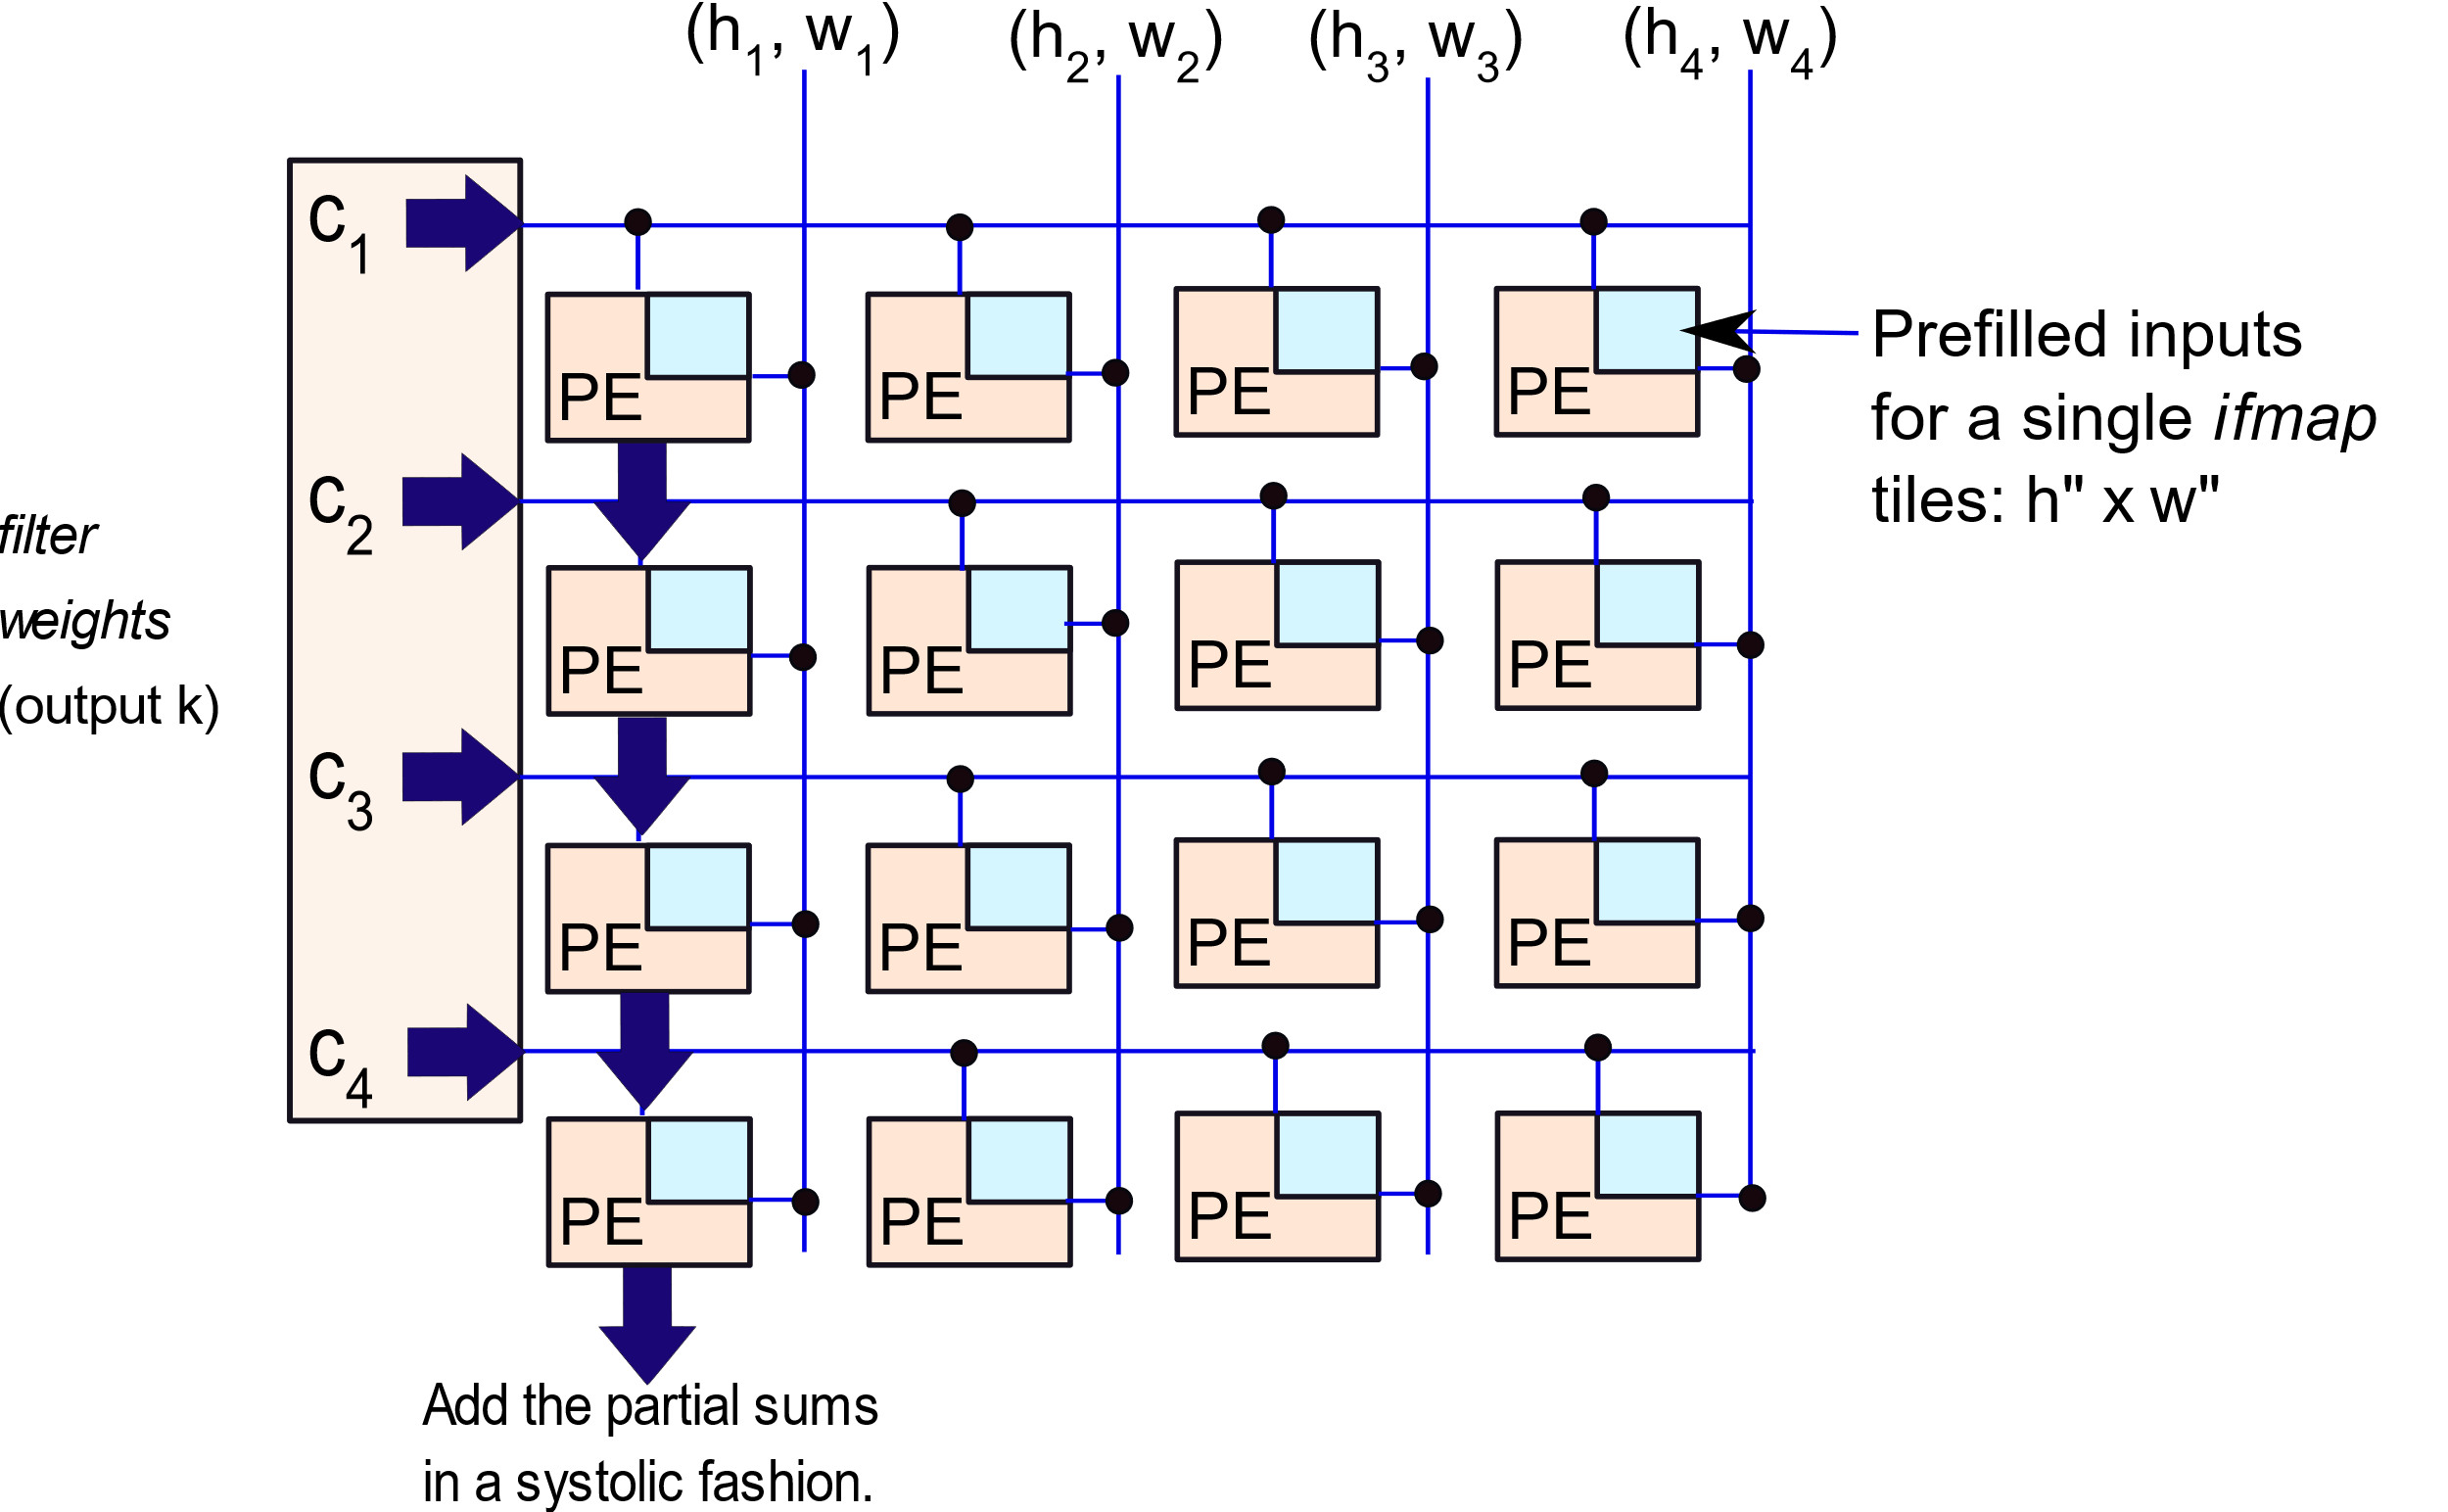 (h1, w1) (h2, w2) (h3, w3) (h4, w4)
c1
PE PE PE PE
Prefilled inputs
for a single ifmap
tiles: h" x w"
c2
filter
weights
(output k)
PE PE PE PE
c3
PE PE PE PE
c4
PE PE PE PE
Add the partial sums
in a systolic fashion.